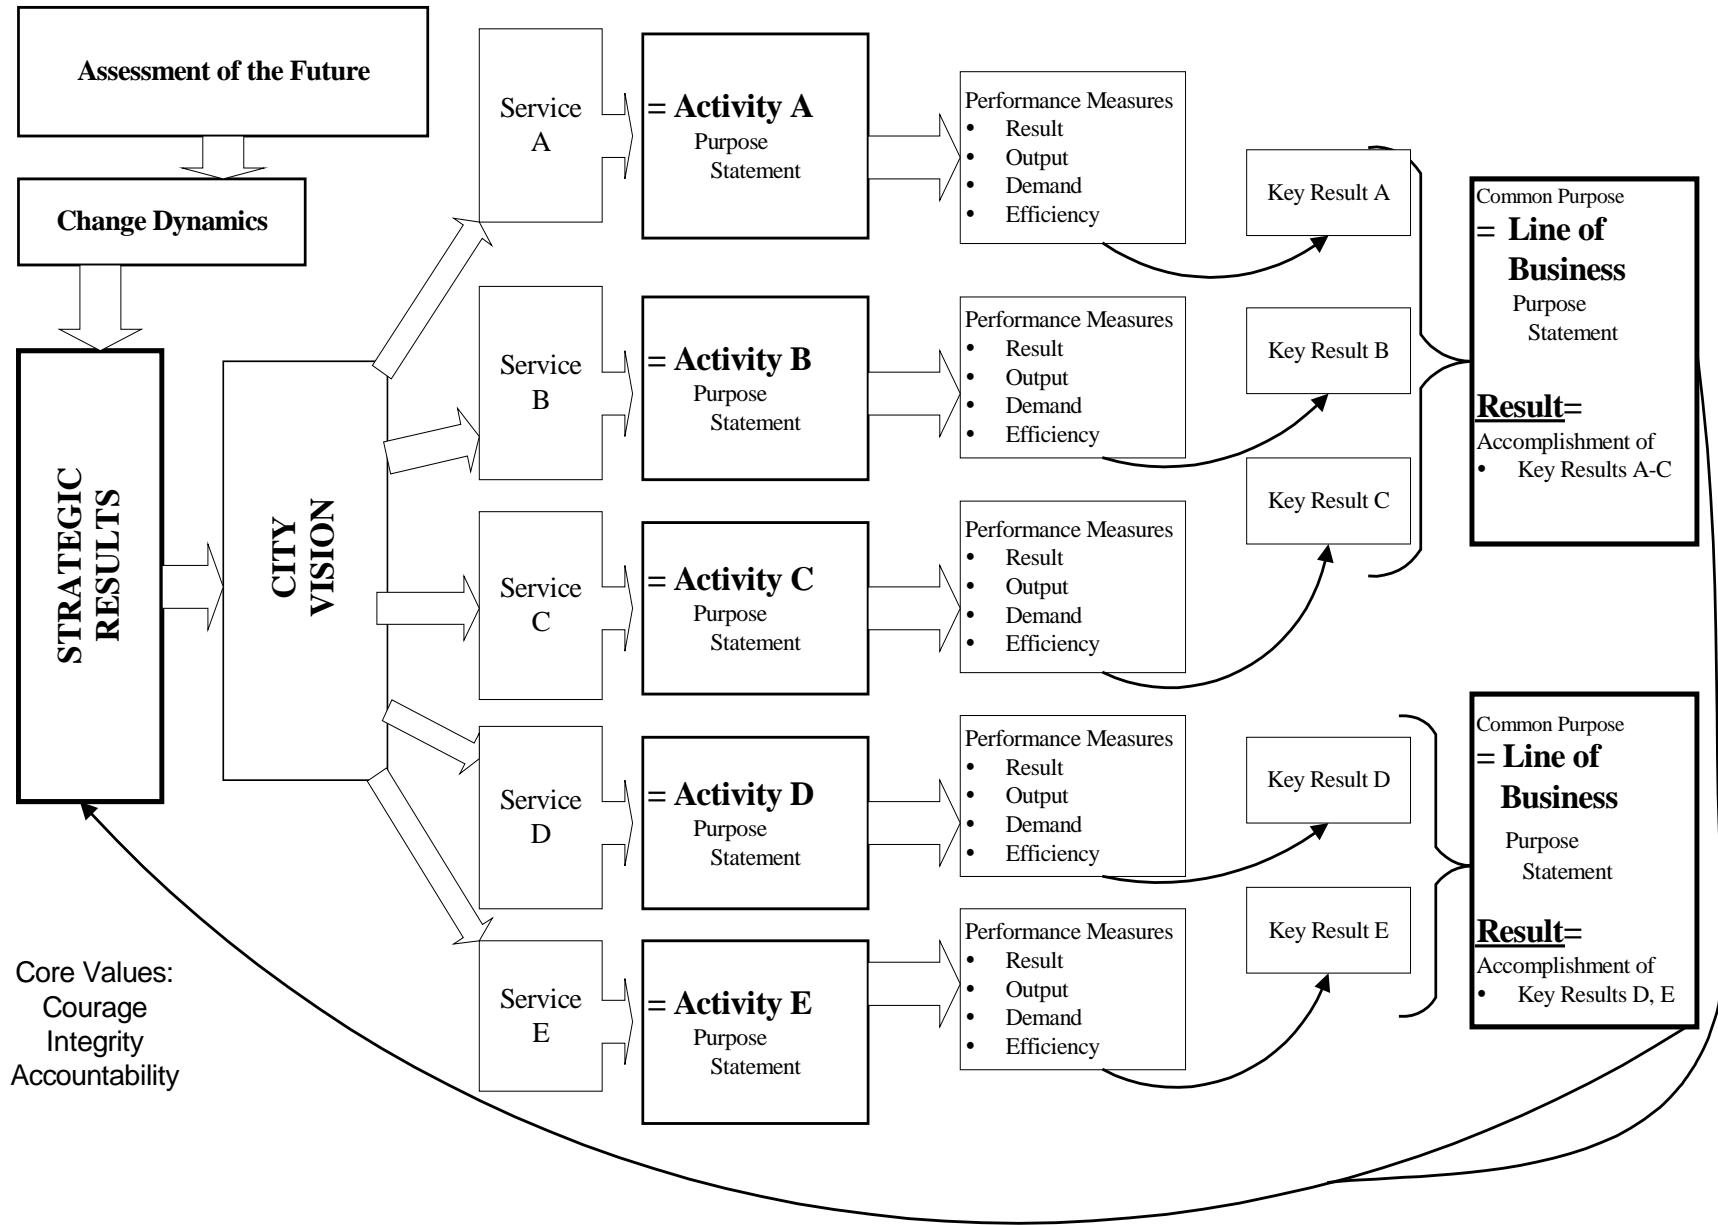 Assessment of the Future
Change Dynamics
STRATEGIC
RESULTS
CITY
VISION
Core Values:
Courage
Integrity
Accountability
Service
A
= Activity A
Purpose
Statement
Performance Measures
• Result
• Output
• Demand
• Efficiency
Key Result A
Service
B
= Activity B
Purpose
Statement
Performance Measures
• Result
• Output
• Demand
• Efficiency
Key Result B
Service
C
= Activity C
Purpose
Statement
Performance Measures
• Result
• Output
• Demand
• Efficiency
Key Result C
Common Purpose
= Line of
Business
Purpose
Statement
Result=
Accomplishment of
• Key Results A-C
Service
D
= Activity D
Purpose
Statement
Performance Measures
• Result
• Output
• Demand
• Efficiency
Key Result D
Service
E
= Activity E
Purpose
Statement
Performance Measures
• Result
• Output
• Demand
• Efficiency
Key Result E
Common Purpose
= Line of
Business
Purpose
Statement
Result=
Accomplishment of
• Key Results D, E